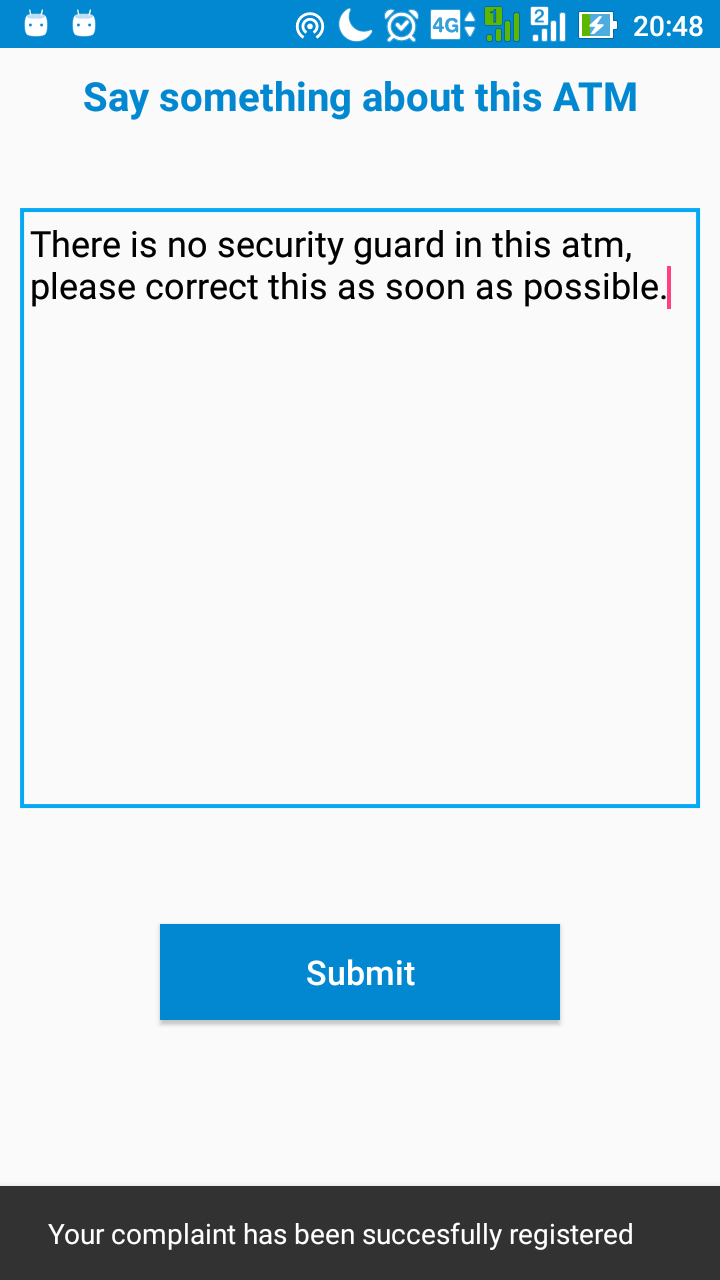 4G 1 2 20:48
Say something about this ATM
There is no security guard in this atm,
please correct this as soon as possible.
Submit
Your complaint has been succesfully registered